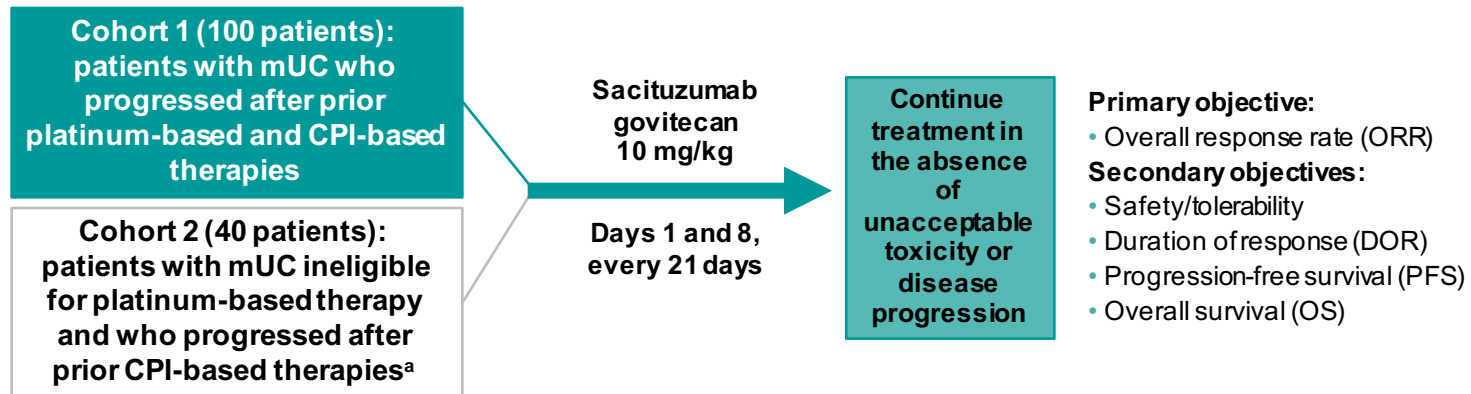 Cohort 1 (100 patients):
patients with mUC who
progressed after prior
platinum-based and CPI-based
therapies
Cohort 2 (40 patients):
patients with mUC ineligible
for platinum-based therapy
and who progressed after
prior CPI-based therapiesᵃ
Sacituzumab
govitecan
10 mg/kg
Days 1 and 8,
every 21 days
Continue
treatment in
the absence
of
unacceptable
toxicity or
disease
progression
Primary objective:
• Overall response rate (ORR)
Secondary objectives:
• Safety/tolerability
• Duration of response (DOR)
• Progression-free survival (PFS)
• Overall survival (OS)